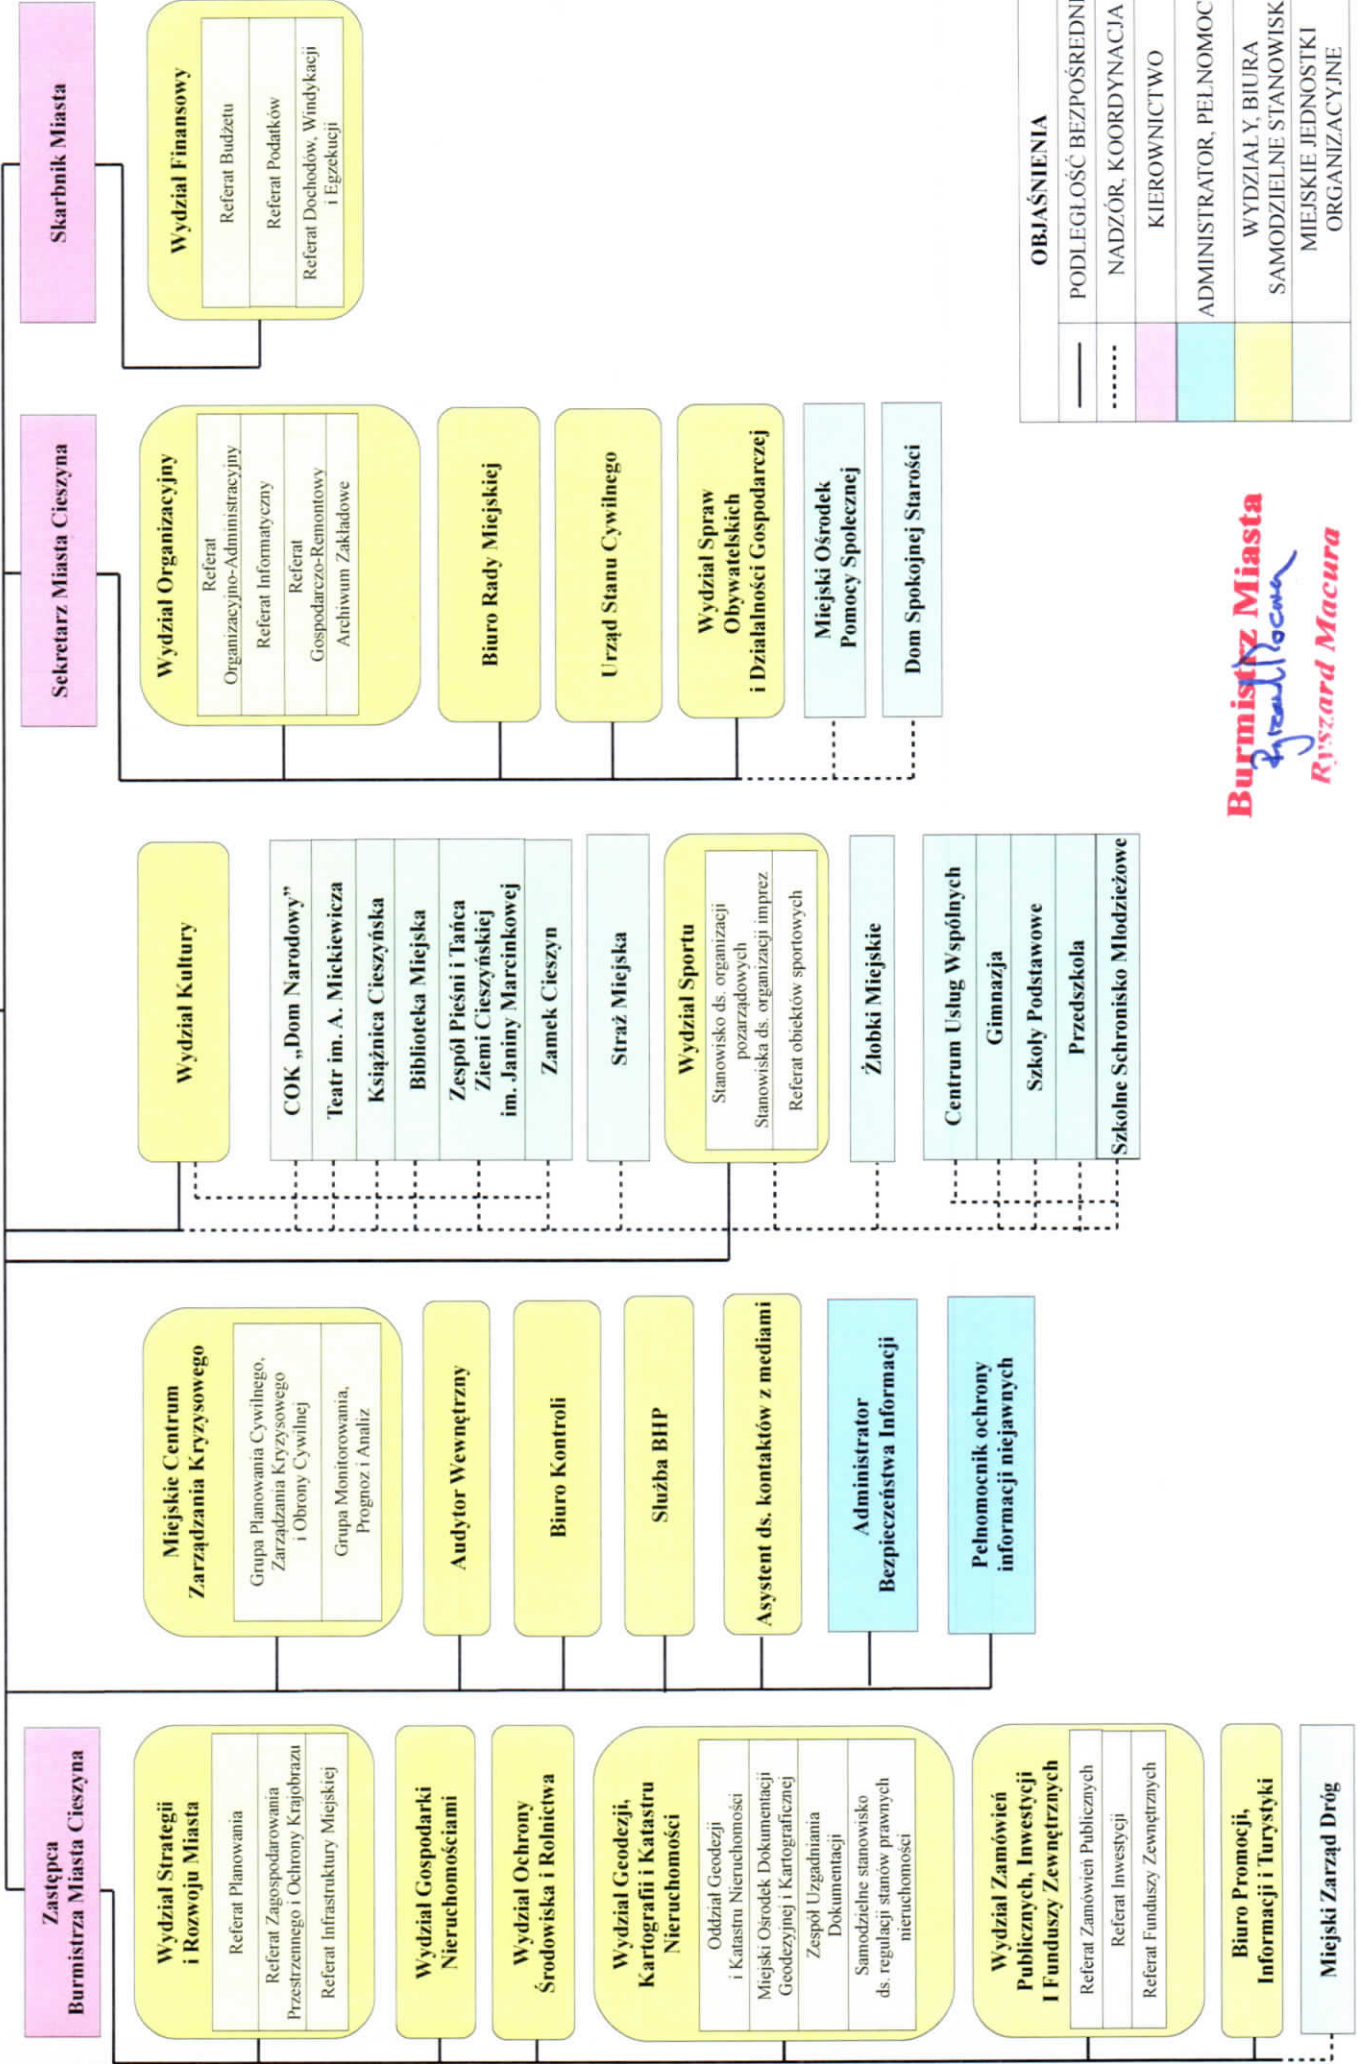 Zastępca
Burmistrza Miasta Cieszyna
Wydział Strategii
i Rozwoju Miasta
Referat Planowania
Referat Zagospodarowania
Przestrzennego i Ochrony Krajobrazu
Referat Infrastruktury Miejskiej
Wydział Gospodarki
Nieruchomościami
Wydział Ochrony
Środowiska i Rolnictwa
Wydział Geodezji,
Kartografii i Katastru
Nieruchomości
Oddział Geodezji
i Katastru Nieruchomości
Miejski Ośrodek Dokumentacji
Geodezyjnej i Kartograficznej
Zespół Uzgadniania
Dokumentacji
Samodzielne stanowisko
ds. regulacji stanów prawnych
nieruchomości
Wydział Zamówień
Publicznych, Inwestycji
I Funduszy Zewnętrznych
Referat Zamówień Publicznych
Referat Inwestycji
Referat Funduszy Zewnętrznych
Biuro Promocji,
Informacji i Turystyki
Miejski Zarząd Dróg
Miejskie Centrum
Zarządzania Kryzysowego
Grupa Planowania Cywilnego,
Zarządzania Kryzysowego
i Obrony Cywilnej
Grupa Monitorowania,
Prognoz i Analiz
Audytor Wewnętrzny
Biuro Kontroli
Służba BHP
Asystent ds. kontaktów z mediami
Administrator
Bezpieczeństwa Informacji
Pełnomocnik ochrony
informacji niejawnych
Wydział Kultury
COK „Dom Narodowy”
Teatr im. A. Mickiewicza
Książnica Cieszyńska
Biblioteka Miejska
Zespół Pieśni i Tańca
Ziemi Cieszyńskiej
im. Janiny Marcinkowej
Zamek Cieszyn
Straż Miejska
Wydział Sportu
Stanowisko ds. organizacji
pozarządowych
Stanowiska ds. organizacji imprez
Referat obiektów sportowych
Żłobki Miejskie
Centrum Usług Wspólnych
Gimnazja
Szkoły Podstawowe
Przedszkola
Szkolne Schronisko Młodzieżowe
Sekretarz Miasta Cieszyna
Wydział Organizacyjny
Referat
Organizacyjno-Administracyjny
Referat Informatyczny
Referat
Gospodarczo-Remontowy
Archiwum Zakładowe
Biuro Rady Miejskiej
Urząd Stanu Cywilnego
Wydział Spraw
Obywatelskich
i Działalności Gospodarczej
Miejski Ośrodek
Pomocy Społecznej
Dom Spokojnej Starości
Skarbnik Miasta
Wydział Finansowy
Referat Budżetu
Referat Podatków
Referat Dochodów, Windykacji
i Egzekucji
Burmistrz Miasta
Ryszard Macura
OBJAŚNIENIA
PODLEGŁOŚĆ BEZPOŚREDNI
NADZÓR, KOORDYNACJA
KIEROWNICTWO
ADMINISTRATOR, PEŁNOMOC
WYDZIAŁY, BIURA
SAMODZIELNE STANOWISK
MIEJSKIE JEDNOSTKI
ORGANIZACYJNE